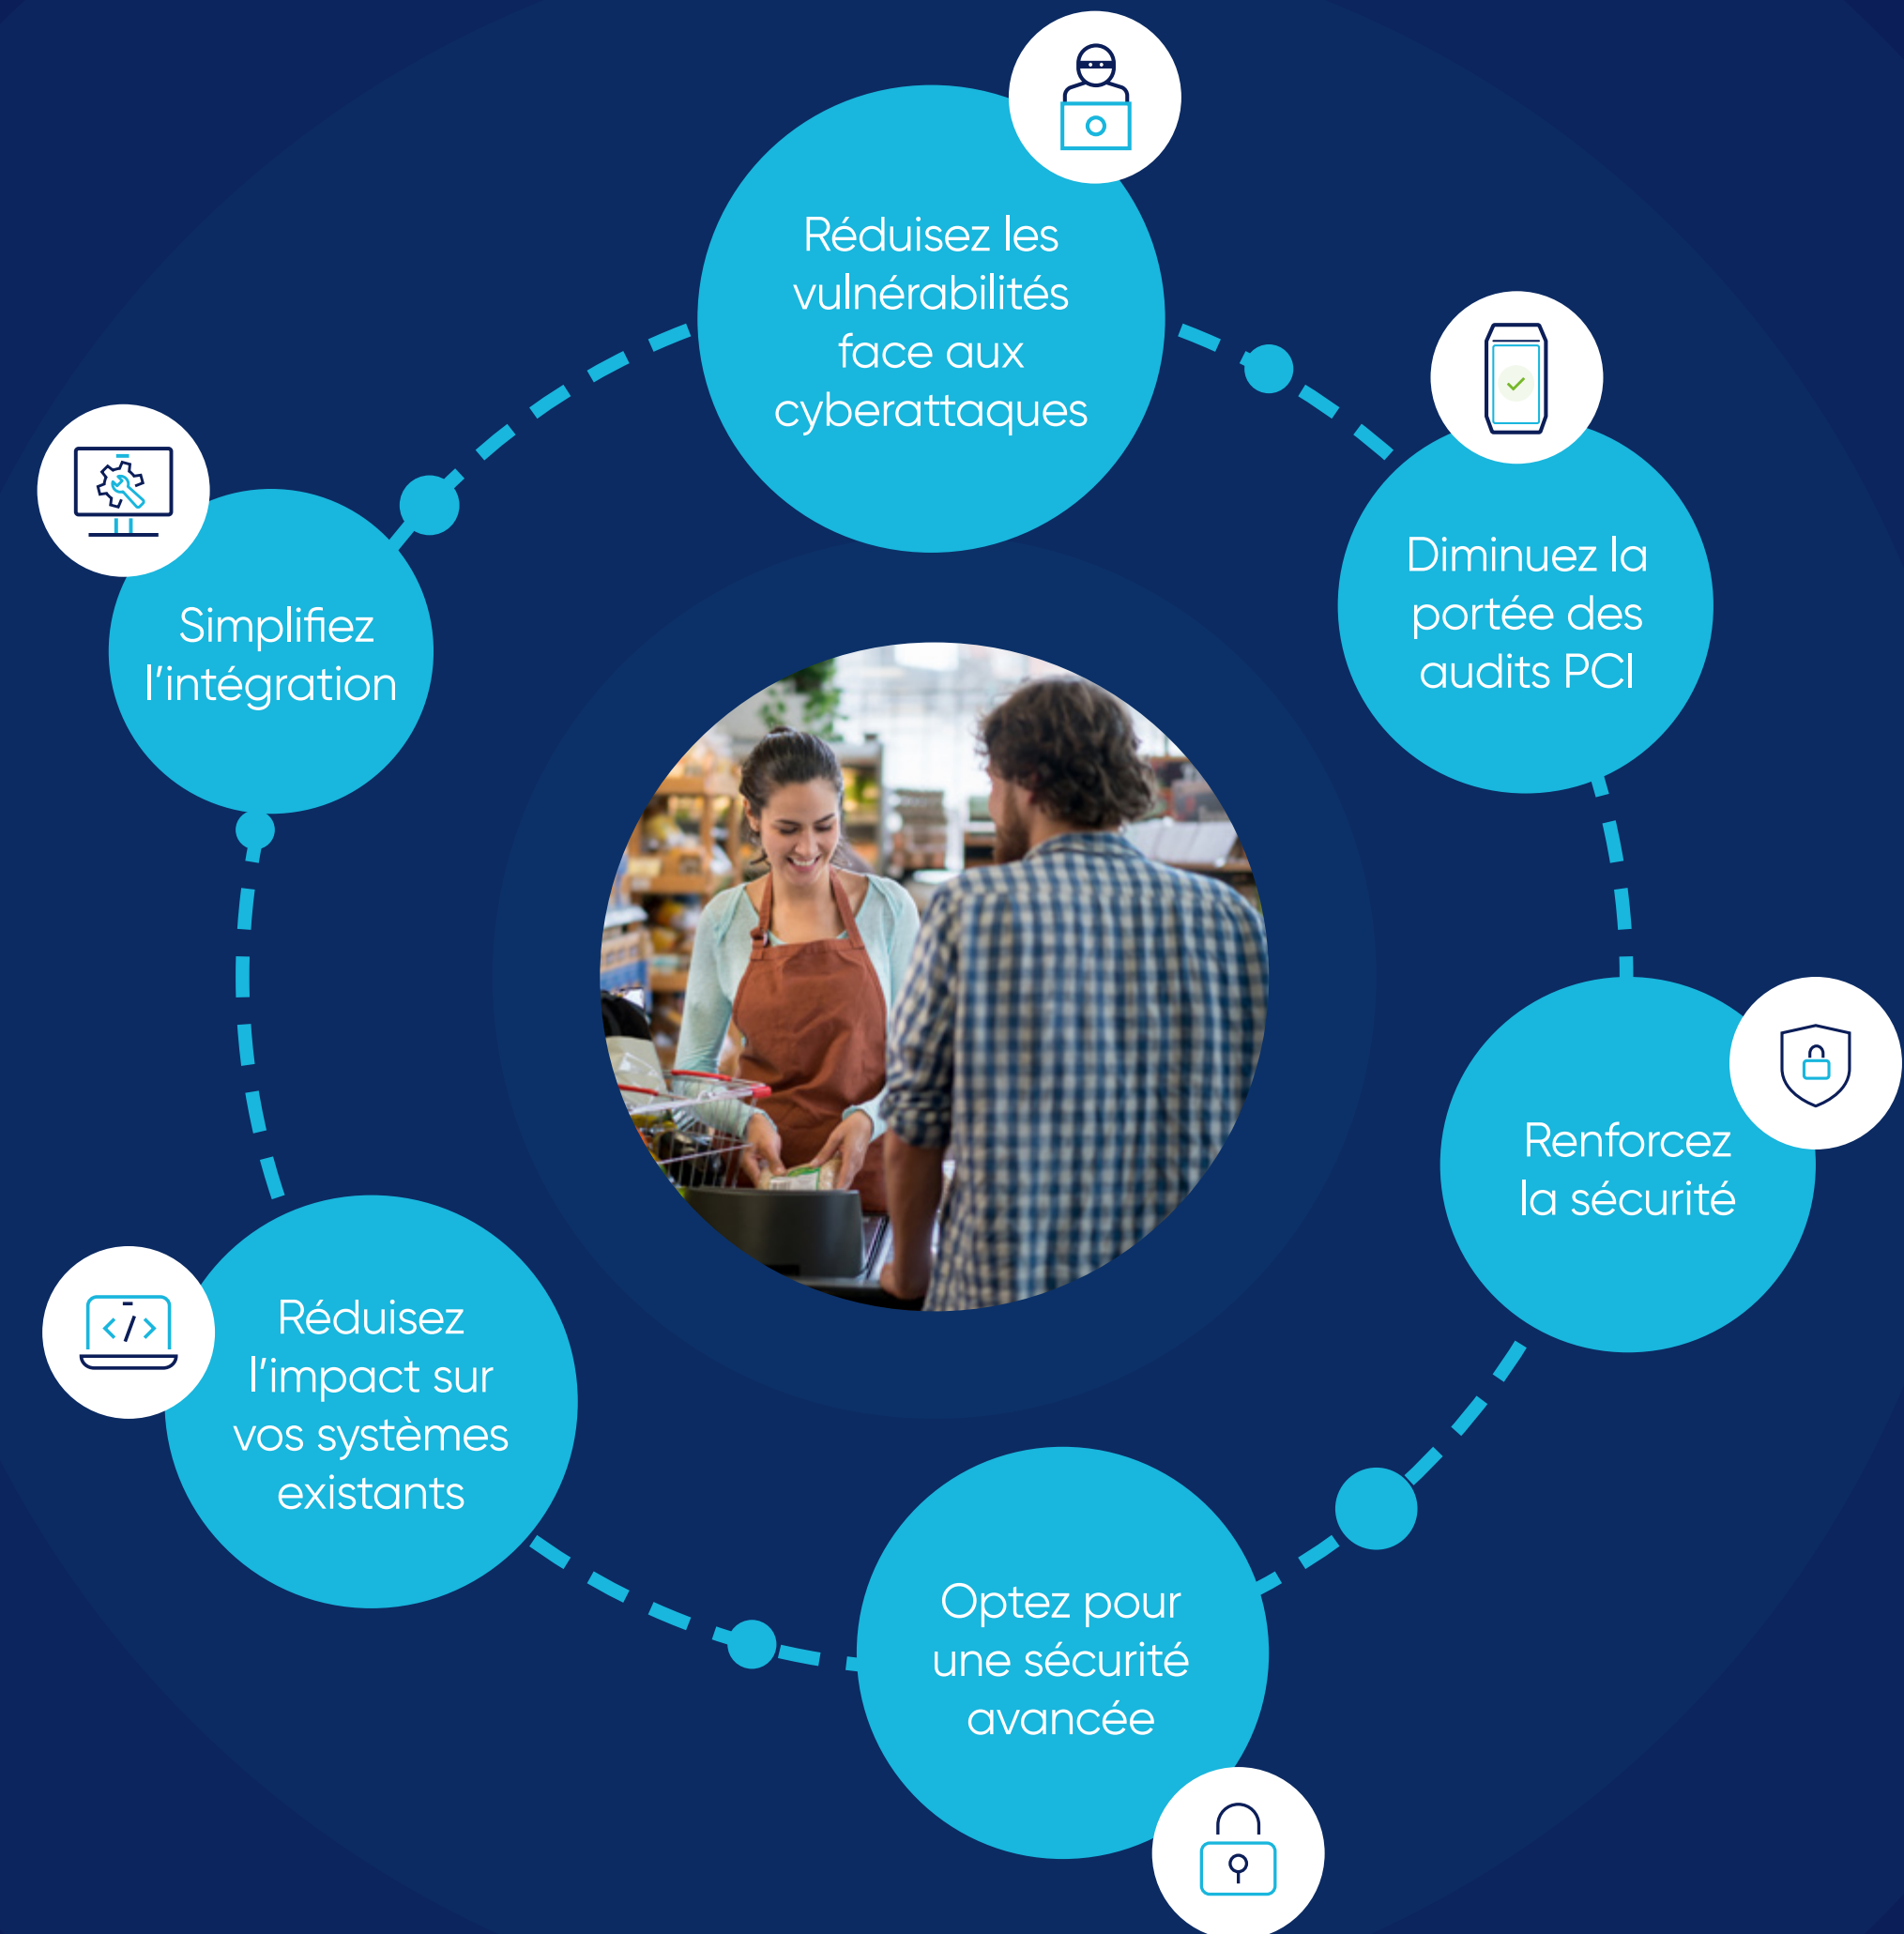 Réduisez les
vulnérabilités
face aux
cyberattaques
Diminuez la
portée des
audits PCI
Renforcez
la sécurité
Optez pour
une sécurité
avancée
Réduisez
l'impact sur
vos systèmes
existants
Simplifiez
l'intégration